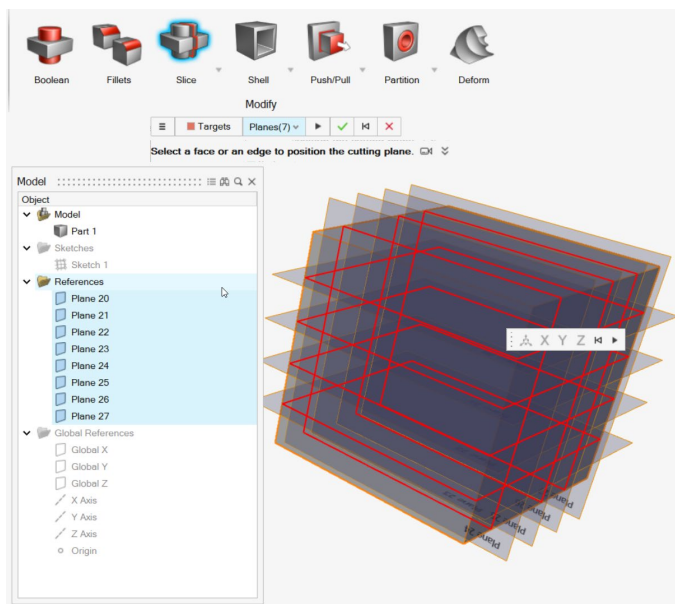 Boolean Fillets Slice Shell Push/Pull Partition Deform
Modify
Targets Planes(7)
Select a face or an edge to position the cutting plane.
Model
Object
Model
Part 1
Sketches
Sketch 1
References
Plane 20
Plane 21
Plane 22
Plane 23
Plane 24
Plane 25
Plane 26
Plane 27
Global References
Global X
Global Y
Global Z
X Axis
Y Axis
Z Axis
Origin
X Y Z
Plane 24